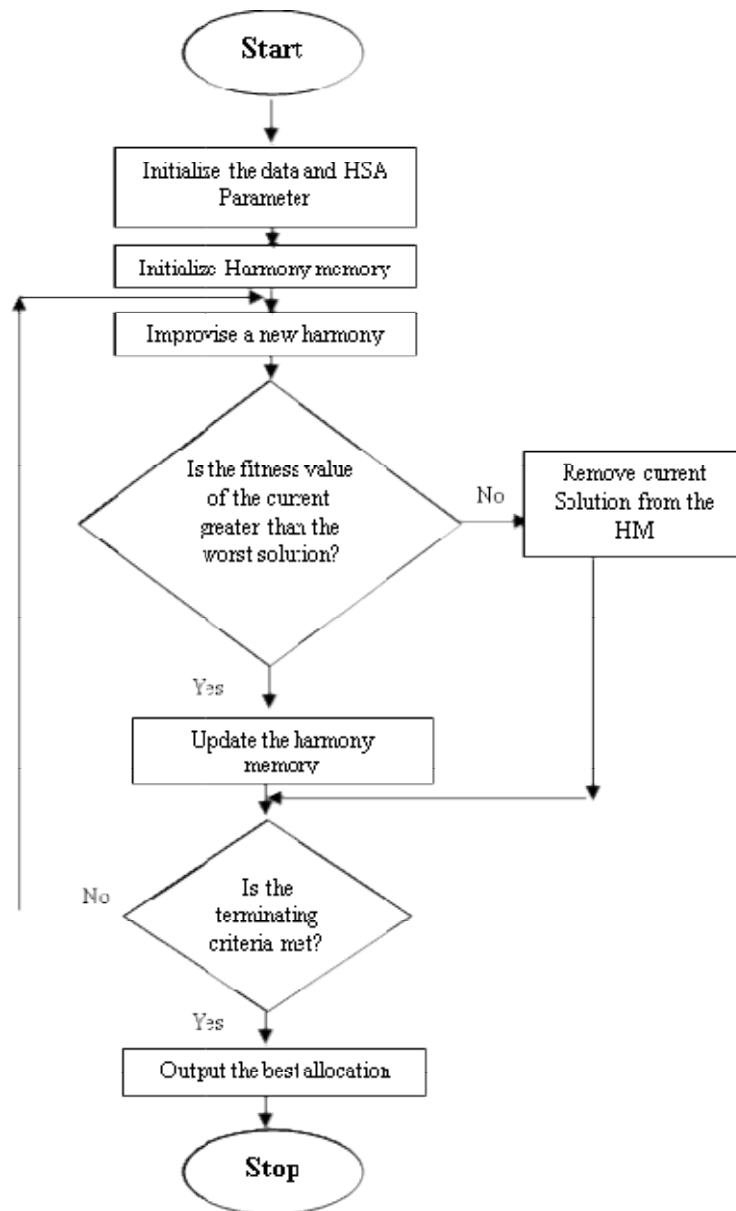 Start
Initialize the data and HSA
Parameter
Initialize Harmony memory
Improvise a new harmony
Is the fitness value
of the current
greater than the
worst solution?
No
Remove current
Solution from the
HM
Yes
Update the harmony
memory
No
Is the
terminating
criteria met?
Yes
Output the best allocation
Stop